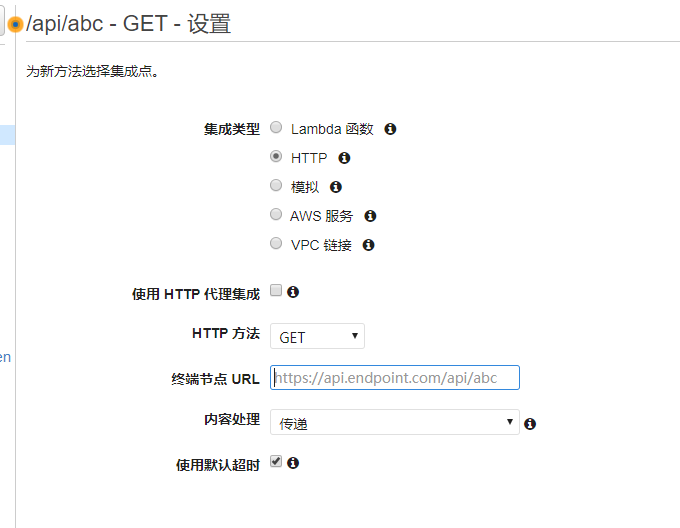 /api/abc - GET - 设置
为新方法选择集成点。
集成类型 Lambda 函数
HTTP
模拟
AWS 服务
VPC 链接
使用 HTTP 代理集成
HTTP 方法 GET
en
终端节点 URL https://api.endpoint.com/api/abc
内容处理 传递
使用默认超时